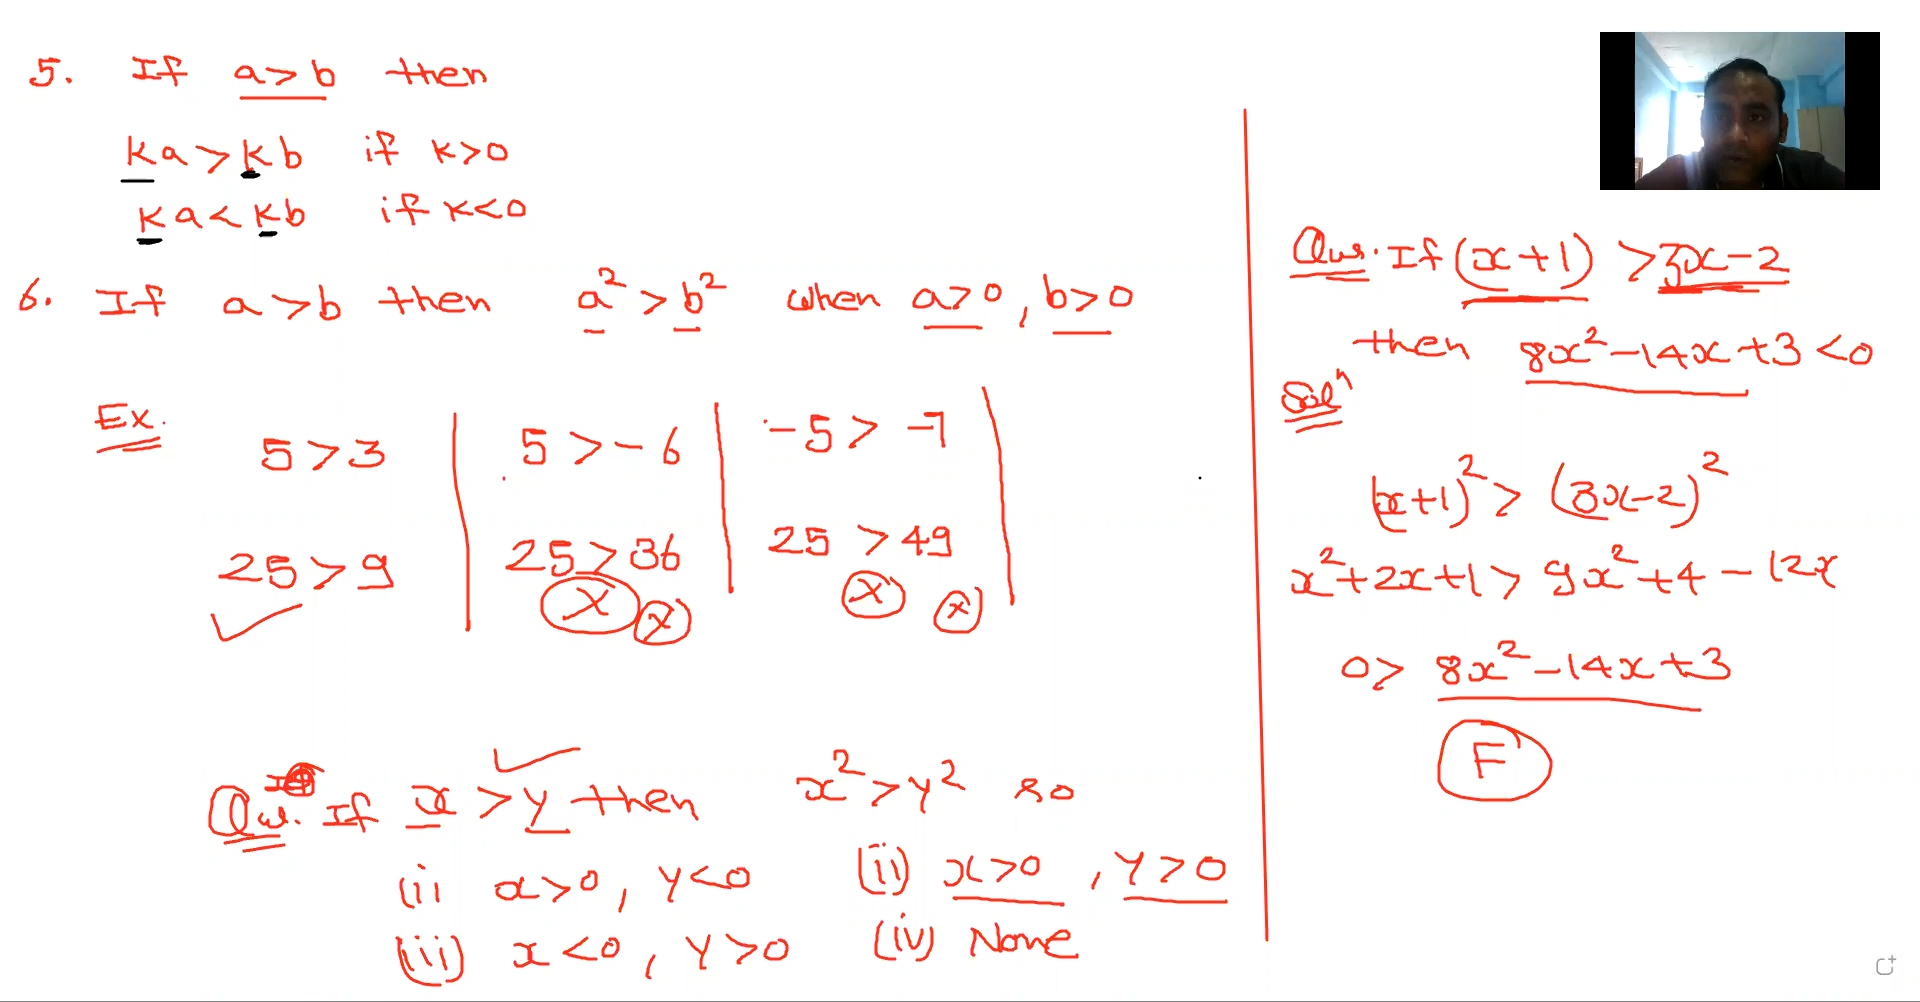 5. If a>b then
ka>kb if k>0
ka<kb if k<0
6. If a>b then a²>b² when a>0, b>0
Ex.
5>3
25>9
5>-6
25>36
X X
-5>-7
25>49
X X
Que. If x>y then x²>y² so
(ii x>0, y<0 (ii) x>0, y>0
(iii) x<0, y>0 (iv) None
Que. If (x+1) >3x-2
then 8x²-14x+3<0
Solⁿ
(x+1)²> (3x-2)²
x²+2x+1> 9x²+4-12x
0> 8x²-14x+3
F